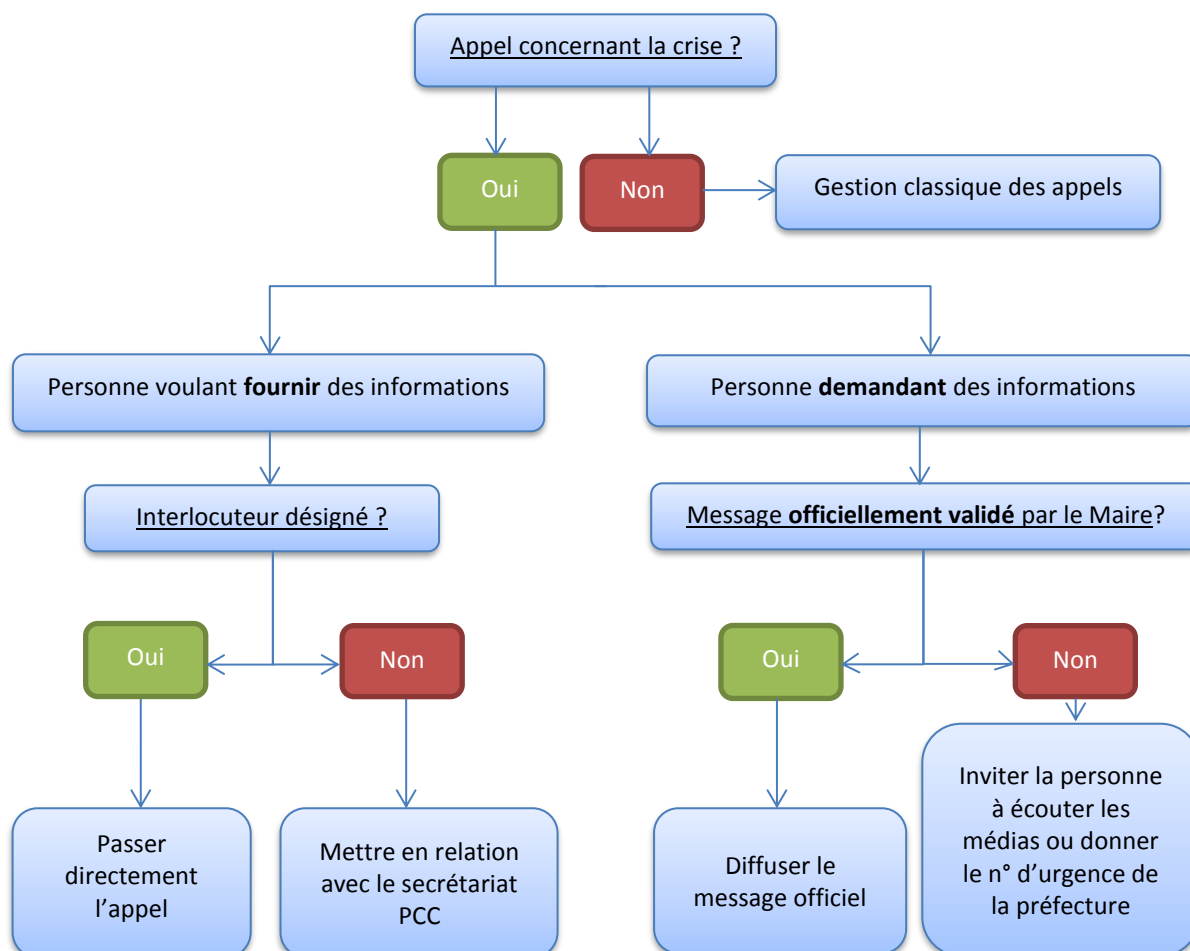 Appel concernant la crise ?
Oui
Non
Gestion classique des appels
Personne voulant fournir des informations
Personne demandant des informations
Interlocuteur désigné ?
Message officiellement validé par le Maire?
Oui
Non
Oui
Non
Passer
directement
l’appel
Mettre en relation
avec le secrétariat
PCC
Diffuser le
message officiel
Inviter la personne
à écouter les
médias ou donner
le n° d’urgence de
la préfecture